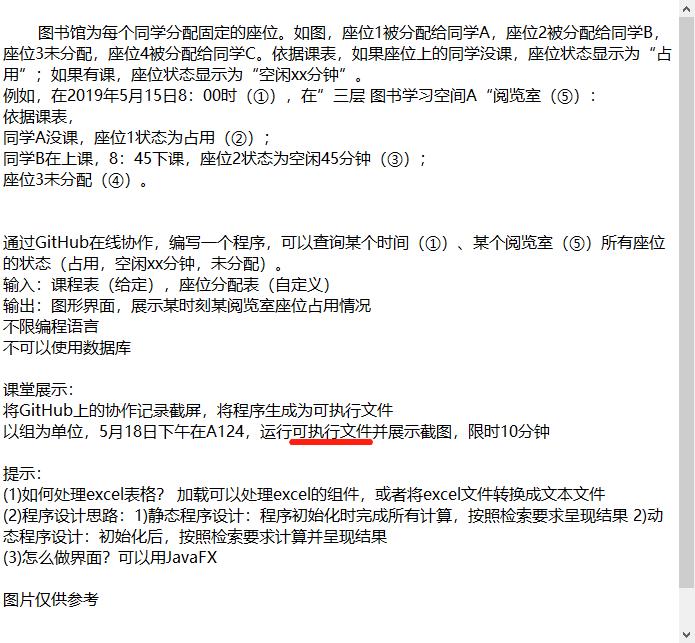 图书馆为每个同学分配固定的座位。如图，座位1被分配给同学A，座位2被分配给同学B，
座位3未分配，座位4被分配给同学C。依据课表，如果座位上的同学没课，座位状态显示为“占
用”；如果有课，座位状态显示为“空闲xx分钟”。
例如，在2019年5月15日8：00时（①），在”三层 图书学习空间A“阅览室（⑤）：
依据课表，
同学A没课，座位1状态为占用（②）；
同学B在上课，8：45下课，座位2状态为空闲45分钟（③）；
座位3未分配（④）。
通过GitHub在线协作，编写一个程序，可以查询某个时间（①）、某个阅览室（⑤）所有座位
的状态（占用，空闲xx分钟，未分配）。
输入：课程表（给定），座位分配表（自定义）
输出：图形界面，展示某时刻某阅览室座位占用情况
不限编程语言
不可以使用数据库
课堂展示：
将GitHub上的协作记录截屏，将程序生成为可执行文件
以组为单位，5月18日下午在A124，运行可执行文件并展示截图，限时10分钟
提示：
(1)如何处理excel表格？ 加载可以处理excel的组件，或者将excel文件转换成文本文件
(2)程序设计思路：1)静态程序设计：程序初始化时完成所有计算，按照检索要求呈现结果 2)动
态程序设计：初始化后，按照检索要求计算并呈现结果
(3)怎么做界面？可以用JavaFX
图片仅供参考